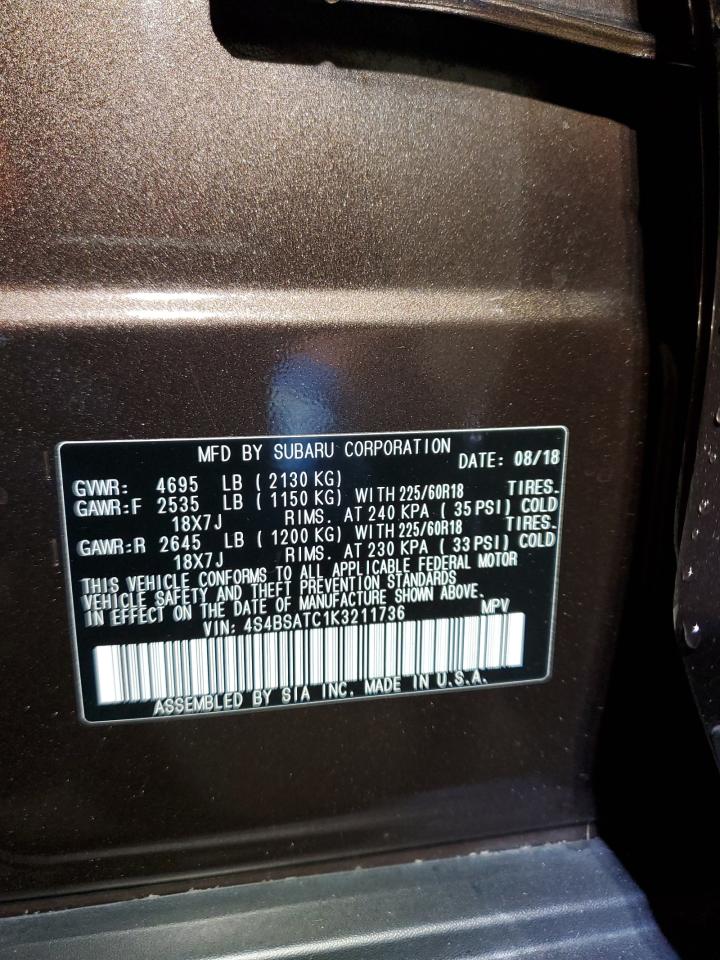 MFD BY SUBARU CORPORATION DATE: 08/18
GVWR: 4695 LB ( 2130 KG)
GAWR:F 2535 LB ( 1150 KG) WITH 225/60R18 TIRES.
18X7J RIMS. AT 240 KPA ( 35 PSI) COLD
GAWR:R 2645 LB ( 1200 KG) WITH 225/60R18 TIRES.
18X7J RIMS. AT 230 KPA ( 33 PSI) COLD
THIS VEHICLE CONFORMS TO ALL APPLICABLE FEDERAL MOTOR
VEHICLE SAFETY AND THEFT PREVENTION STANDARDS
IN EFFECT ON THE DATE OF MANUFACTURE SHOWN ABOVE.
VIN: 4S4BSATC1K3211736 MPV
ASSEMBLED BY SIA INC. MADE IN U.S.A.